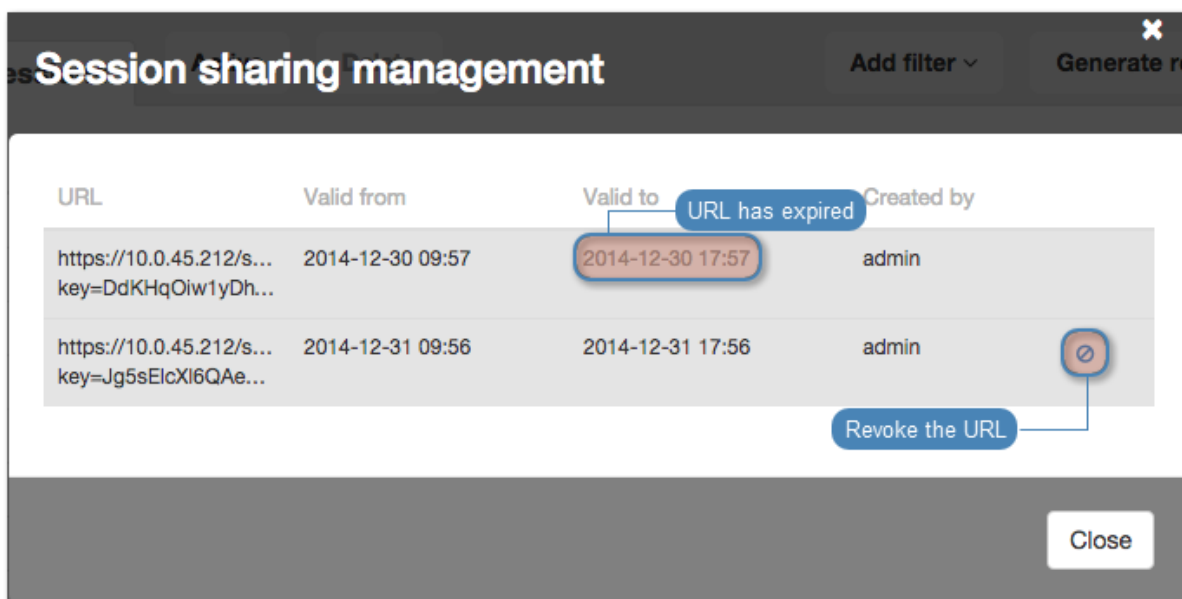 Session sharing management
Add filter
Generate re
URL
Valid from
Valid to
Created by
URL has expired
https://10.0.45.212/s...
key=DdKHqOiw1yDh...
2014-12-30 09:57
2014-12-30 17:57
admin
https://10.0.45.212/s...
key=Jg5sElcXl6QAe...
2014-12-31 09:56
2014-12-31 17:56
admin
Revoke the URL
Close